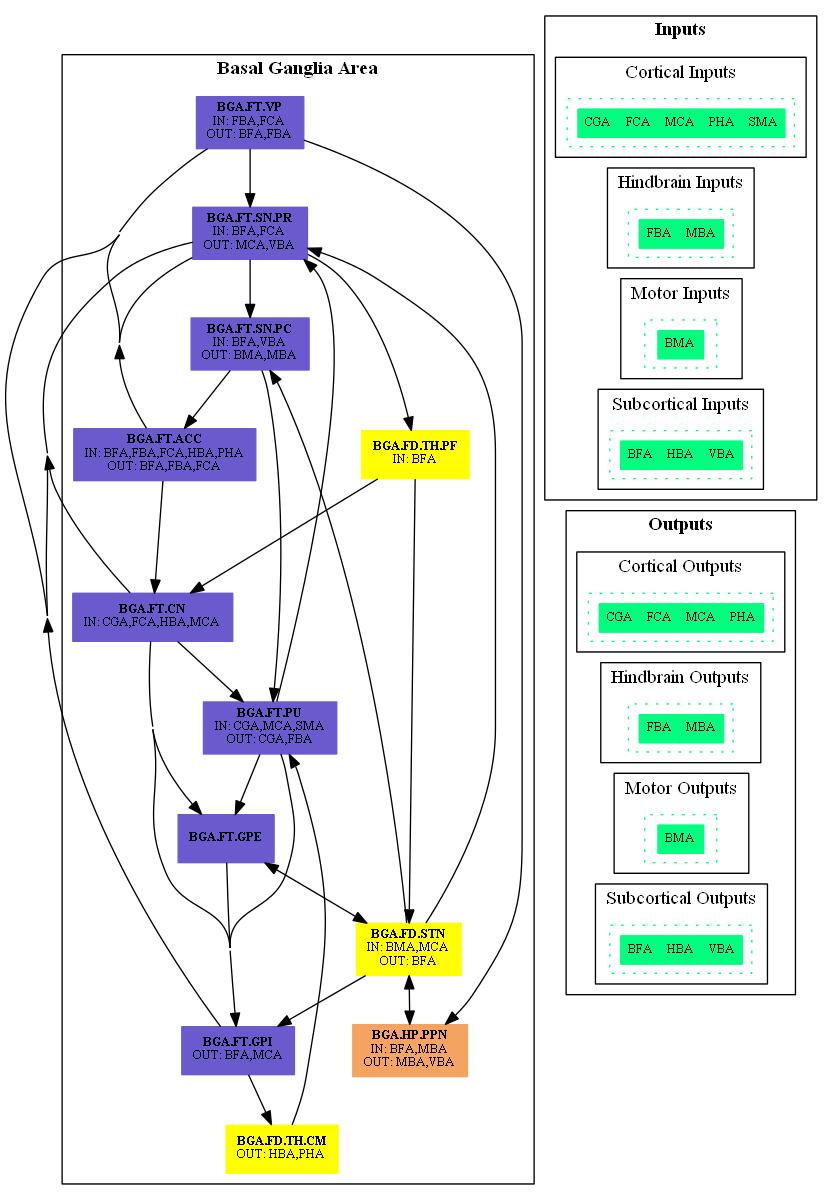 Basal Ganglia Area
BGA.FT.VP
IN: FBA,FCA
OUT: BFA,FBA
BGA.FT.SN.PR
IN: BFA,FCA
OUT: MCA,VBA
BGA.FT.SN.PC
IN: BFA,VBA
OUT: BMA,MBA
BGA.FT.ACC
IN: BFA,FBA,FCA,HBA,PHA
OUT: BFA,FBA,FCA
BGA.FD.TH.PF
IN: BFA
BGA.FT.CN
IN: CGA,FCA,HBA,MCA
BGA.FT.PU
IN: CGA,MCA,SMA
OUT: CGA,FBA
BGA.FT.GPE
BGA.FD.STN
IN: BMA,MCA
OUT: BFA
BGA.FT.GPI
OUT: BFA,MCA
BGA.HP.PPN
IN: BFA,MBA
OUT: MBA,VBA
BGA.FD.TH.CM
OUT: HBA,PHA
Inputs
Cortical Inputs
CGA FCA MCA PHA SMA
Hindbrain Inputs
FBA MBA
Motor Inputs
BMA
Subcortical Inputs
BFA HBA VBA
Outputs
Cortical Outputs
CGA FCA MCA PHA
Hindbrain Outputs
FBA MBA
Motor Outputs
BMA
Subcortical Outputs
BFA HBA VBA